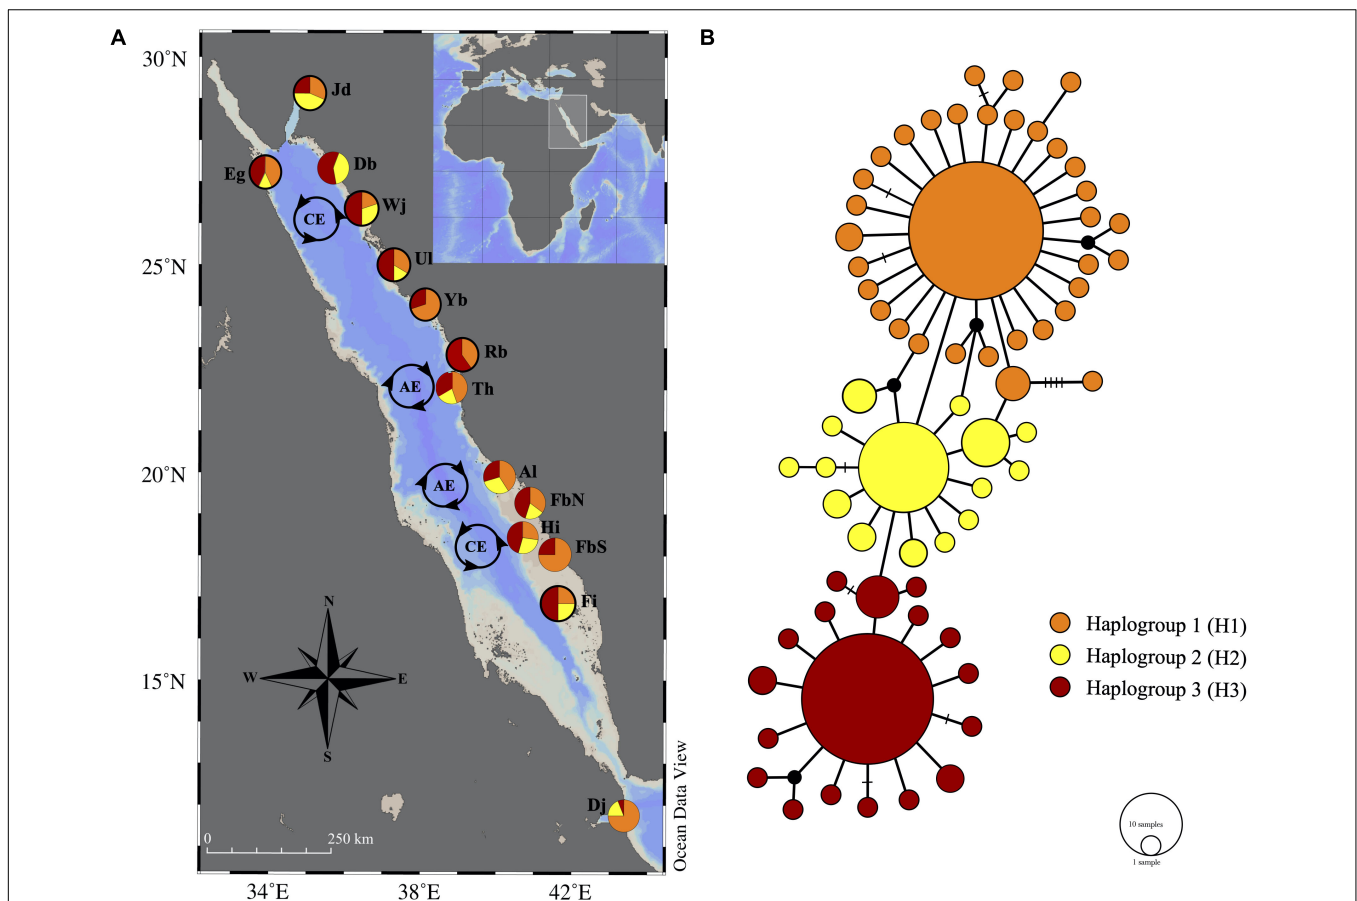 A
B
30°N
25°N
20°N
15°N
34°E
38°E
42°E
Jd
Eg
Db
Wj
CE
Ul
Yb
Rb
AE
Th
AE
Al
FbN
Hi
CE
FbS
Fi
Dj
N
W
E
S
0
250 km
Ocean Data View
Haplogroup 1 (H1)
Haplogroup 2 (H2)
Haplogroup 3 (H3)
10 samples
1 sample